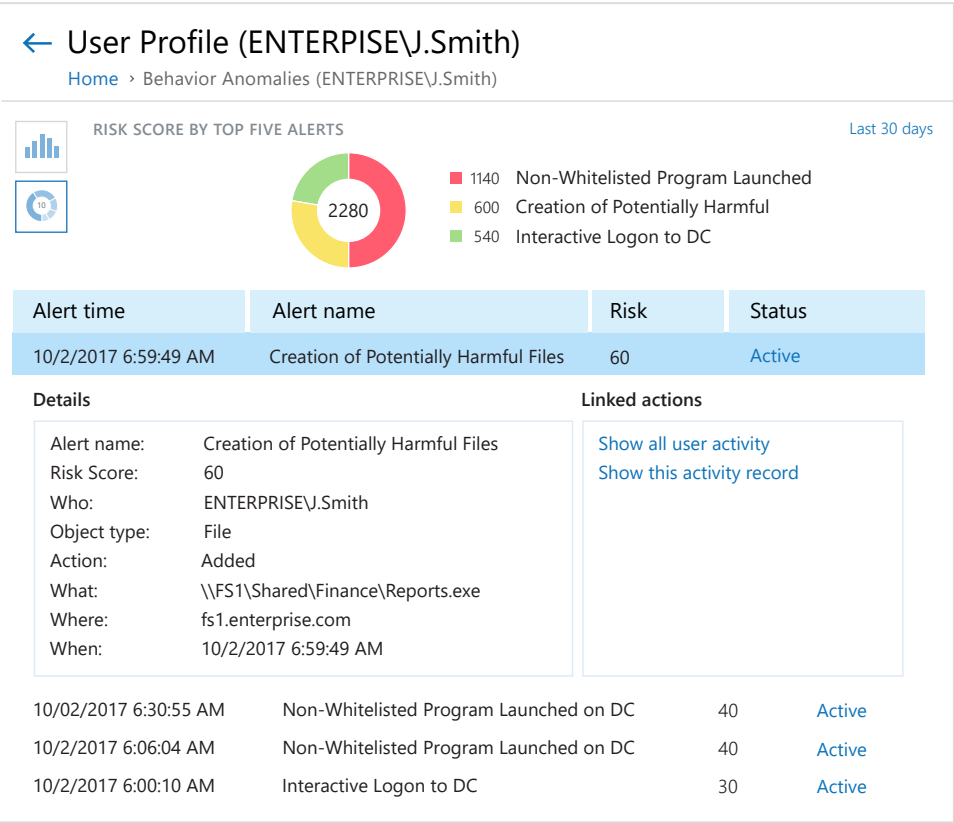 ← User Profile (ENTERPISE\J.Smith)
Home › Behavior Anomalies (ENTERPRISE\J.Smith)
RISK SCORE BY TOP FIVE ALERTS
Last 30 days
10
2280
1140 Non-Whitelisted Program Launched
600 Creation of Potentially Harmful
540 Interactive Logon to DC
Alert time Alert name Risk Status
10/2/2017 6:59:49 AM Creation of Potentially Harmful Files 60 Active
Details
Alert name: Creation of Potentially Harmful Files
Risk Score: 60
Who: ENTERPRISE\J.Smith
Object type: File
Action: Added
What: \\FS1\Shared\Finance\Reports.exe
Where: fs1.enterprise.com
When: 10/2/2017 6:59:49 AM
Linked actions
Show all user activity
Show this activity record
10/02/2017 6:30:55 AM Non-Whitelisted Program Launched on DC 40 Active
10/2/2017 6:06:04 AM Non-Whitelisted Program Launched on DC 40 Active
10/2/2017 6:00:10 AM Interactive Logon to DC 30 Active